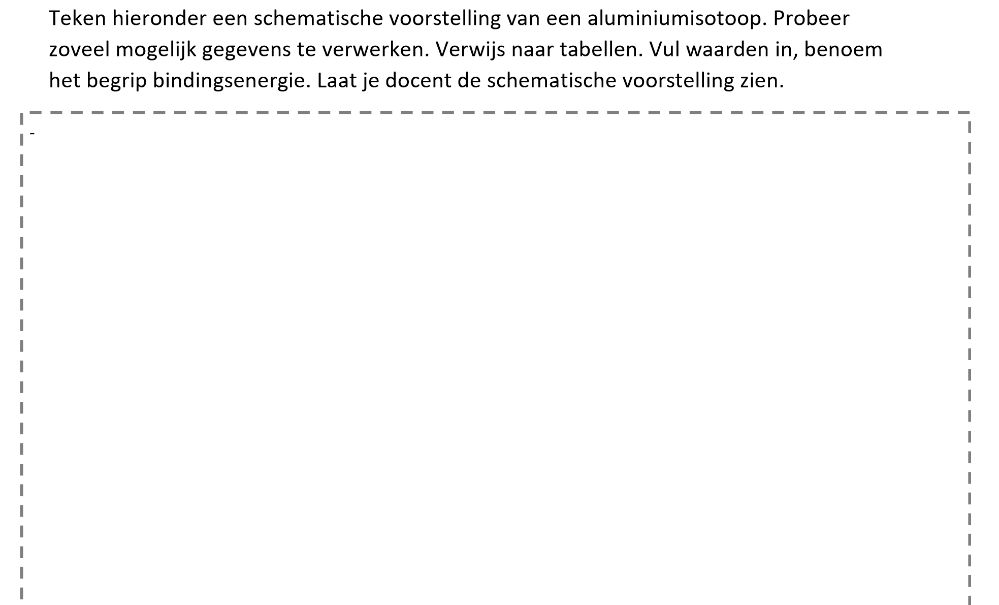 Teken hieronder een schematische voorstelling van een aluminiumisotoop. Probeer
zoveel mogelijk gegevens te verwerken. Verwijs naar tabellen. Vul waarden in, benoem
het begrip bindingsenergie. Laat je docent de schematische voorstelling zien.
-